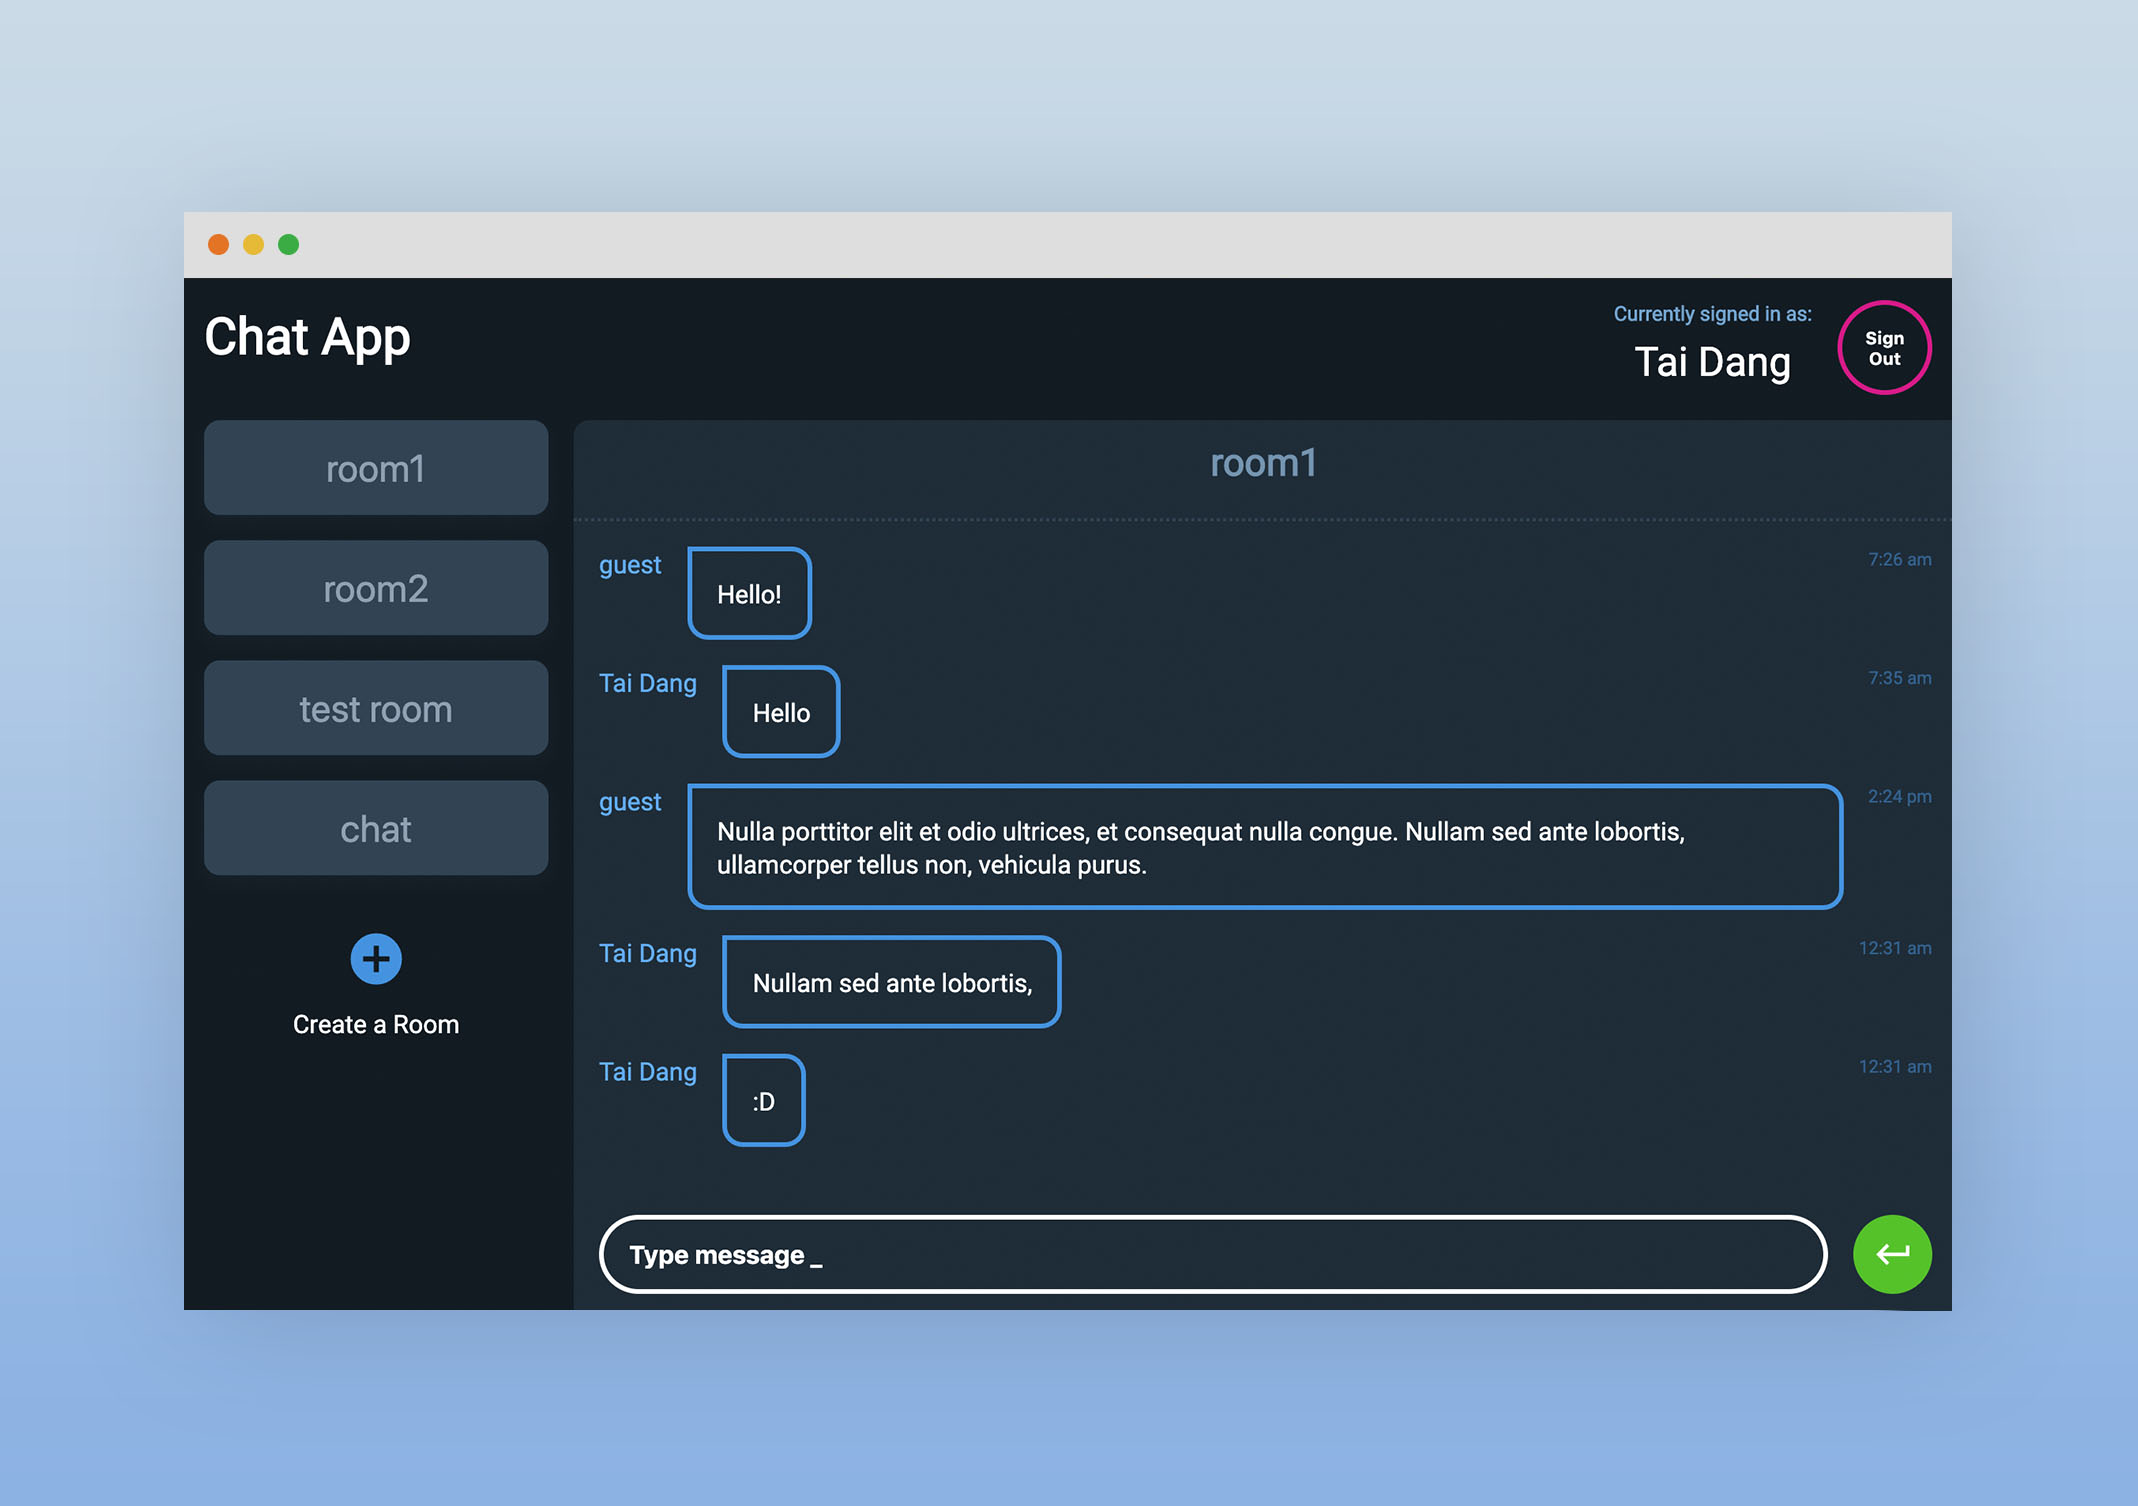 Chat App
Currently signed in as:
Tai Dang
Sign
Out
room1
room2
test room
chat
Create a Room
room1
guest
Hello!
7:26 am
Tai Dang
Hello
7:35 am
guest
Nulla porttitor elit et odio ultrices, et consequat nulla congue. Nullam sed ante lobortis,
ullamcorper tellus non, vehicula purus.
2:24 pm
Tai Dang
Nullam sed ante lobortis,
12:31 am
Tai Dang
:D
12:31 am
Type message _